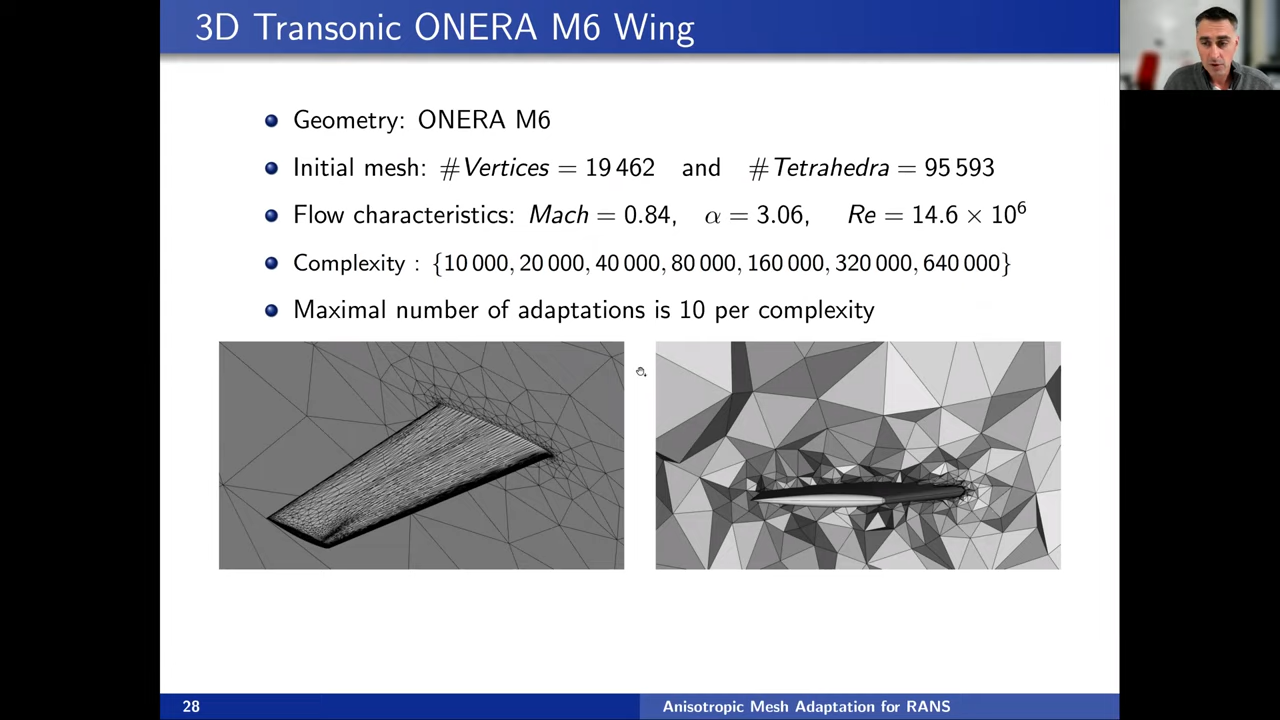 3D Transonic ONERA M6 Wing
Geometry: ONERA M6
Initial mesh: #Vertices = 19 462 and #Tetrahedra = 95 593
Flow characteristics: Mach = 0.84, α = 3.06, Re = 14.6 × 10⁶
Complexity : {10 000, 20 000, 40 000, 80 000, 160 000, 320 000, 640 000}
Maximal number of adaptations is 10 per complexity
28
Anisotropic Mesh Adaptation for RANS